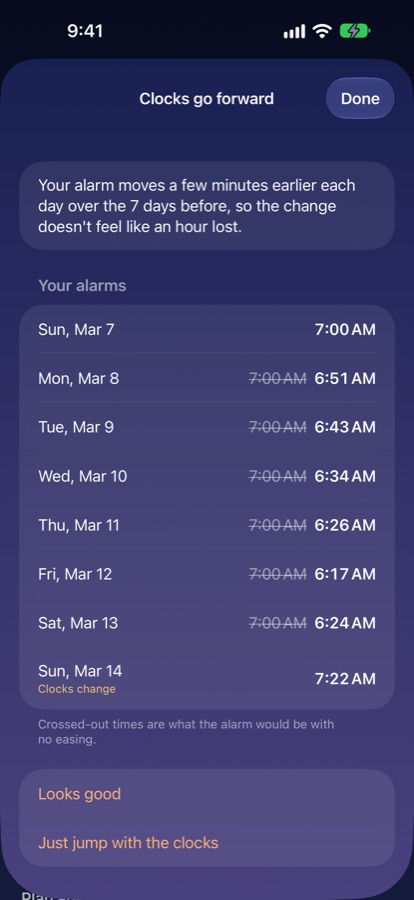 9:41
Clocks go forward
Done
Your alarm moves a few minutes earlier each
day over the 7 days before, so the change
doesn't feel like an hour lost.
Your alarms
Sun, Mar 7 7:00 AM
Mon, Mar 8 7:00 AM 6:51 AM
Tue, Mar 9 7:00 AM 6:43 AM
Wed, Mar 10 7:00 AM 6:34 AM
Thu, Mar 11 7:00 AM 6:26 AM
Fri, Mar 12 7:00 AM 6:17 AM
Sat, Mar 13 7:00 AM 6:24 AM
Sun, Mar 14 7:22 AM
Clocks change
Crossed-out times are what the alarm would be with
no easing.
Looks good
Just jump with the clocks